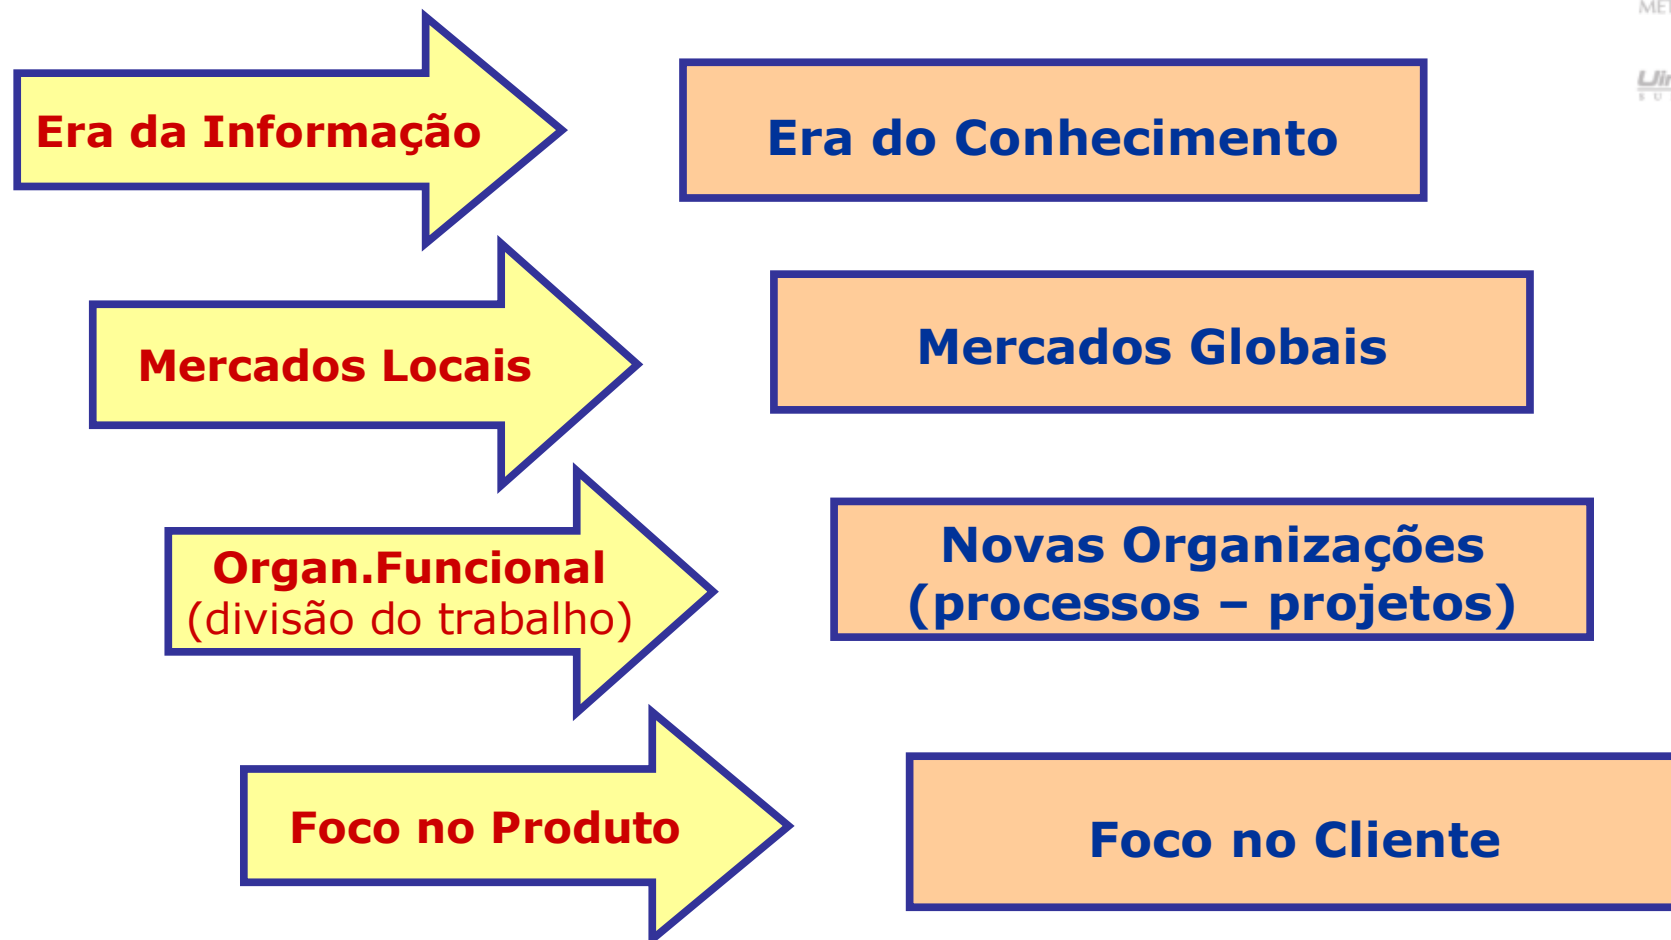 Era da Informação
Era do Conhecimento
Mercados Locais
Mercados Globais
Organ.Funcional
(divisão do trabalho)
Novas Organizações
(processos – projetos)
Foco no Produto
Foco no Cliente